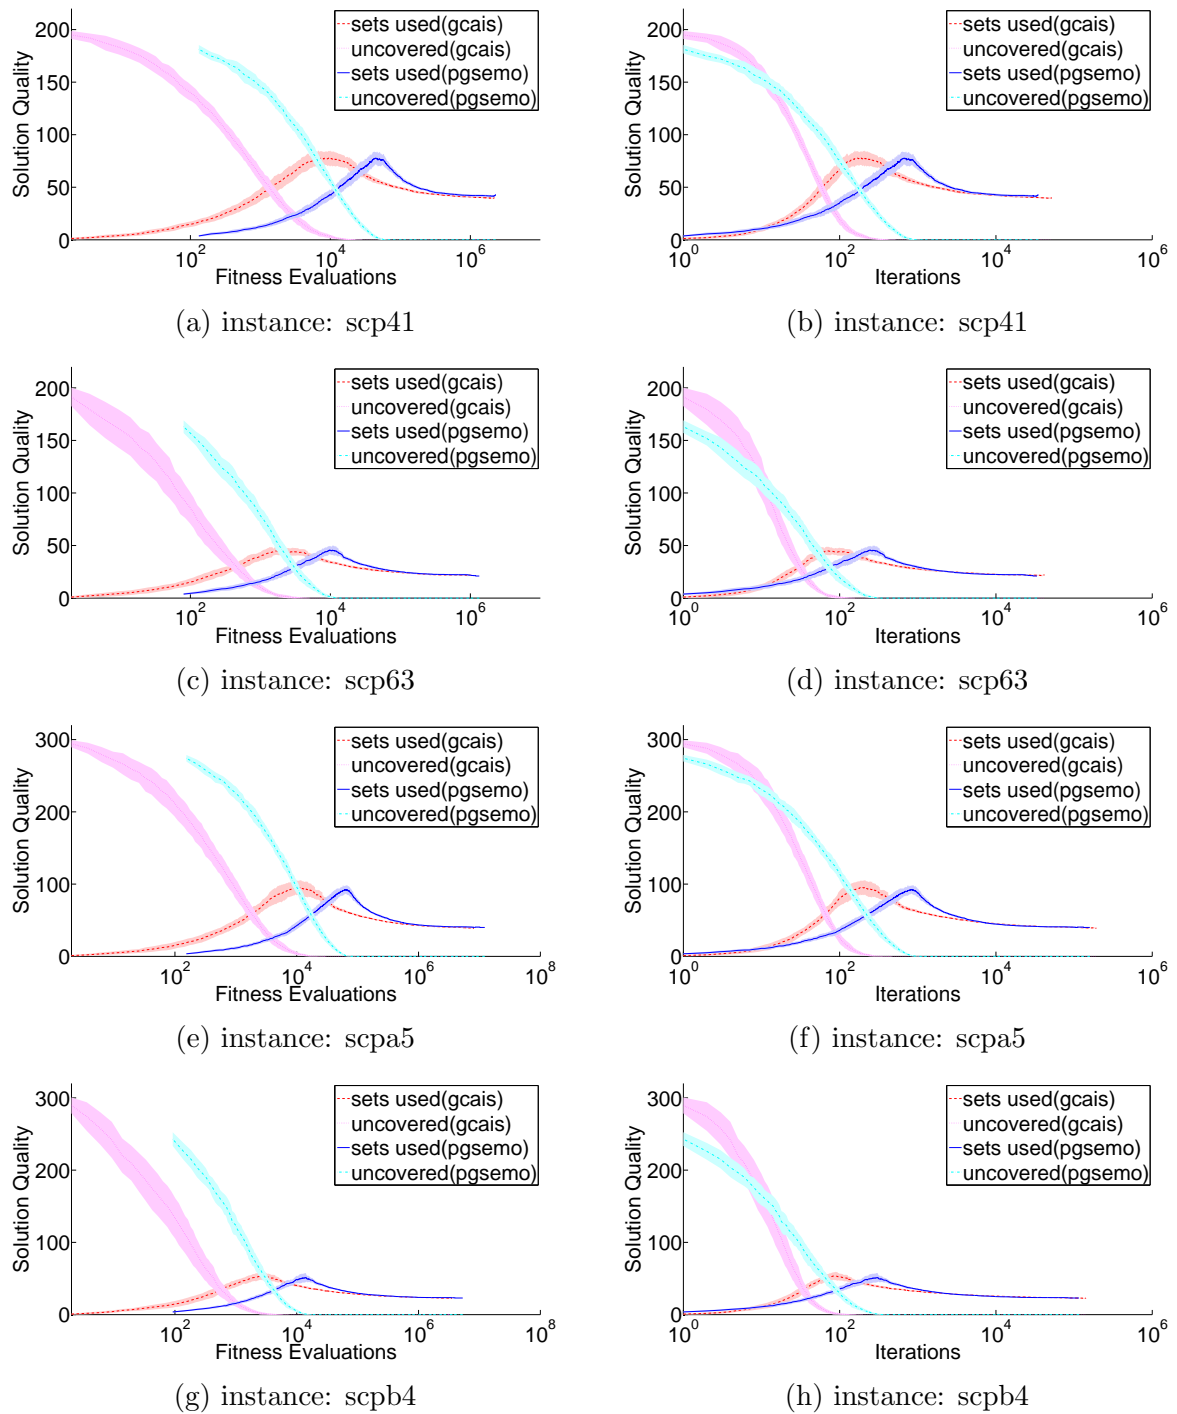 200
150
100
50
0
Solution Quality
sets used(gcais)
uncovered(gcais)
sets used(pgsemo)
uncovered(pgsemo)
10^2
10^4
10^6
Fitness Evaluations
(a) instance: scp41
200
150
100
50
0
Solution Quality
sets used(gcais)
uncovered(gcais)
sets used(pgsemo)
uncovered(pgsemo)
10^0
10^2
10^4
10^6
Iterations
(b) instance: scp41
200
150
100
50
0
Solution Quality
sets used(gcais)
uncovered(gcais)
sets used(pgsemo)
uncovered(pgsemo)
10^2
10^4
10^6
Fitness Evaluations
(c) instance: scp63
200
150
100
50
0
Solution Quality
sets used(gcais)
uncovered(gcais)
sets used(pgsemo)
uncovered(pgsemo)
10^0
10^2
10^4
10^6
Iterations
(d) instance: scp63
300
200
100
0
Solution Quality
sets used(gcais)
uncovered(gcais)
sets used(pgsemo)
uncovered(pgsemo)
10^2
10^4
10^6
10^8
Fitness Evaluations
(e) instance: scpa5
300
200
100
0
Solution Quality
sets used(gcais)
uncovered(gcais)
sets used(pgsemo)
uncovered(pgsemo)
10^0
10^2
10^4
10^6
Iterations
(f) instance: scpa5
300
200
100
0
Solution Quality
sets used(gcais)
uncovered(gcais)
sets used(pgsemo)
uncovered(pgsemo)
10^2
10^4
10^6
10^8
Fitness Evaluations
(g) instance: scpb4
300
200
100
0
Solution Quality
sets used(gcais)
uncovered(gcais)
sets used(pgsemo)
uncovered(pgsemo)
10^0
10^2
10^4
10^6
Iterations
(h) instance: scpb4